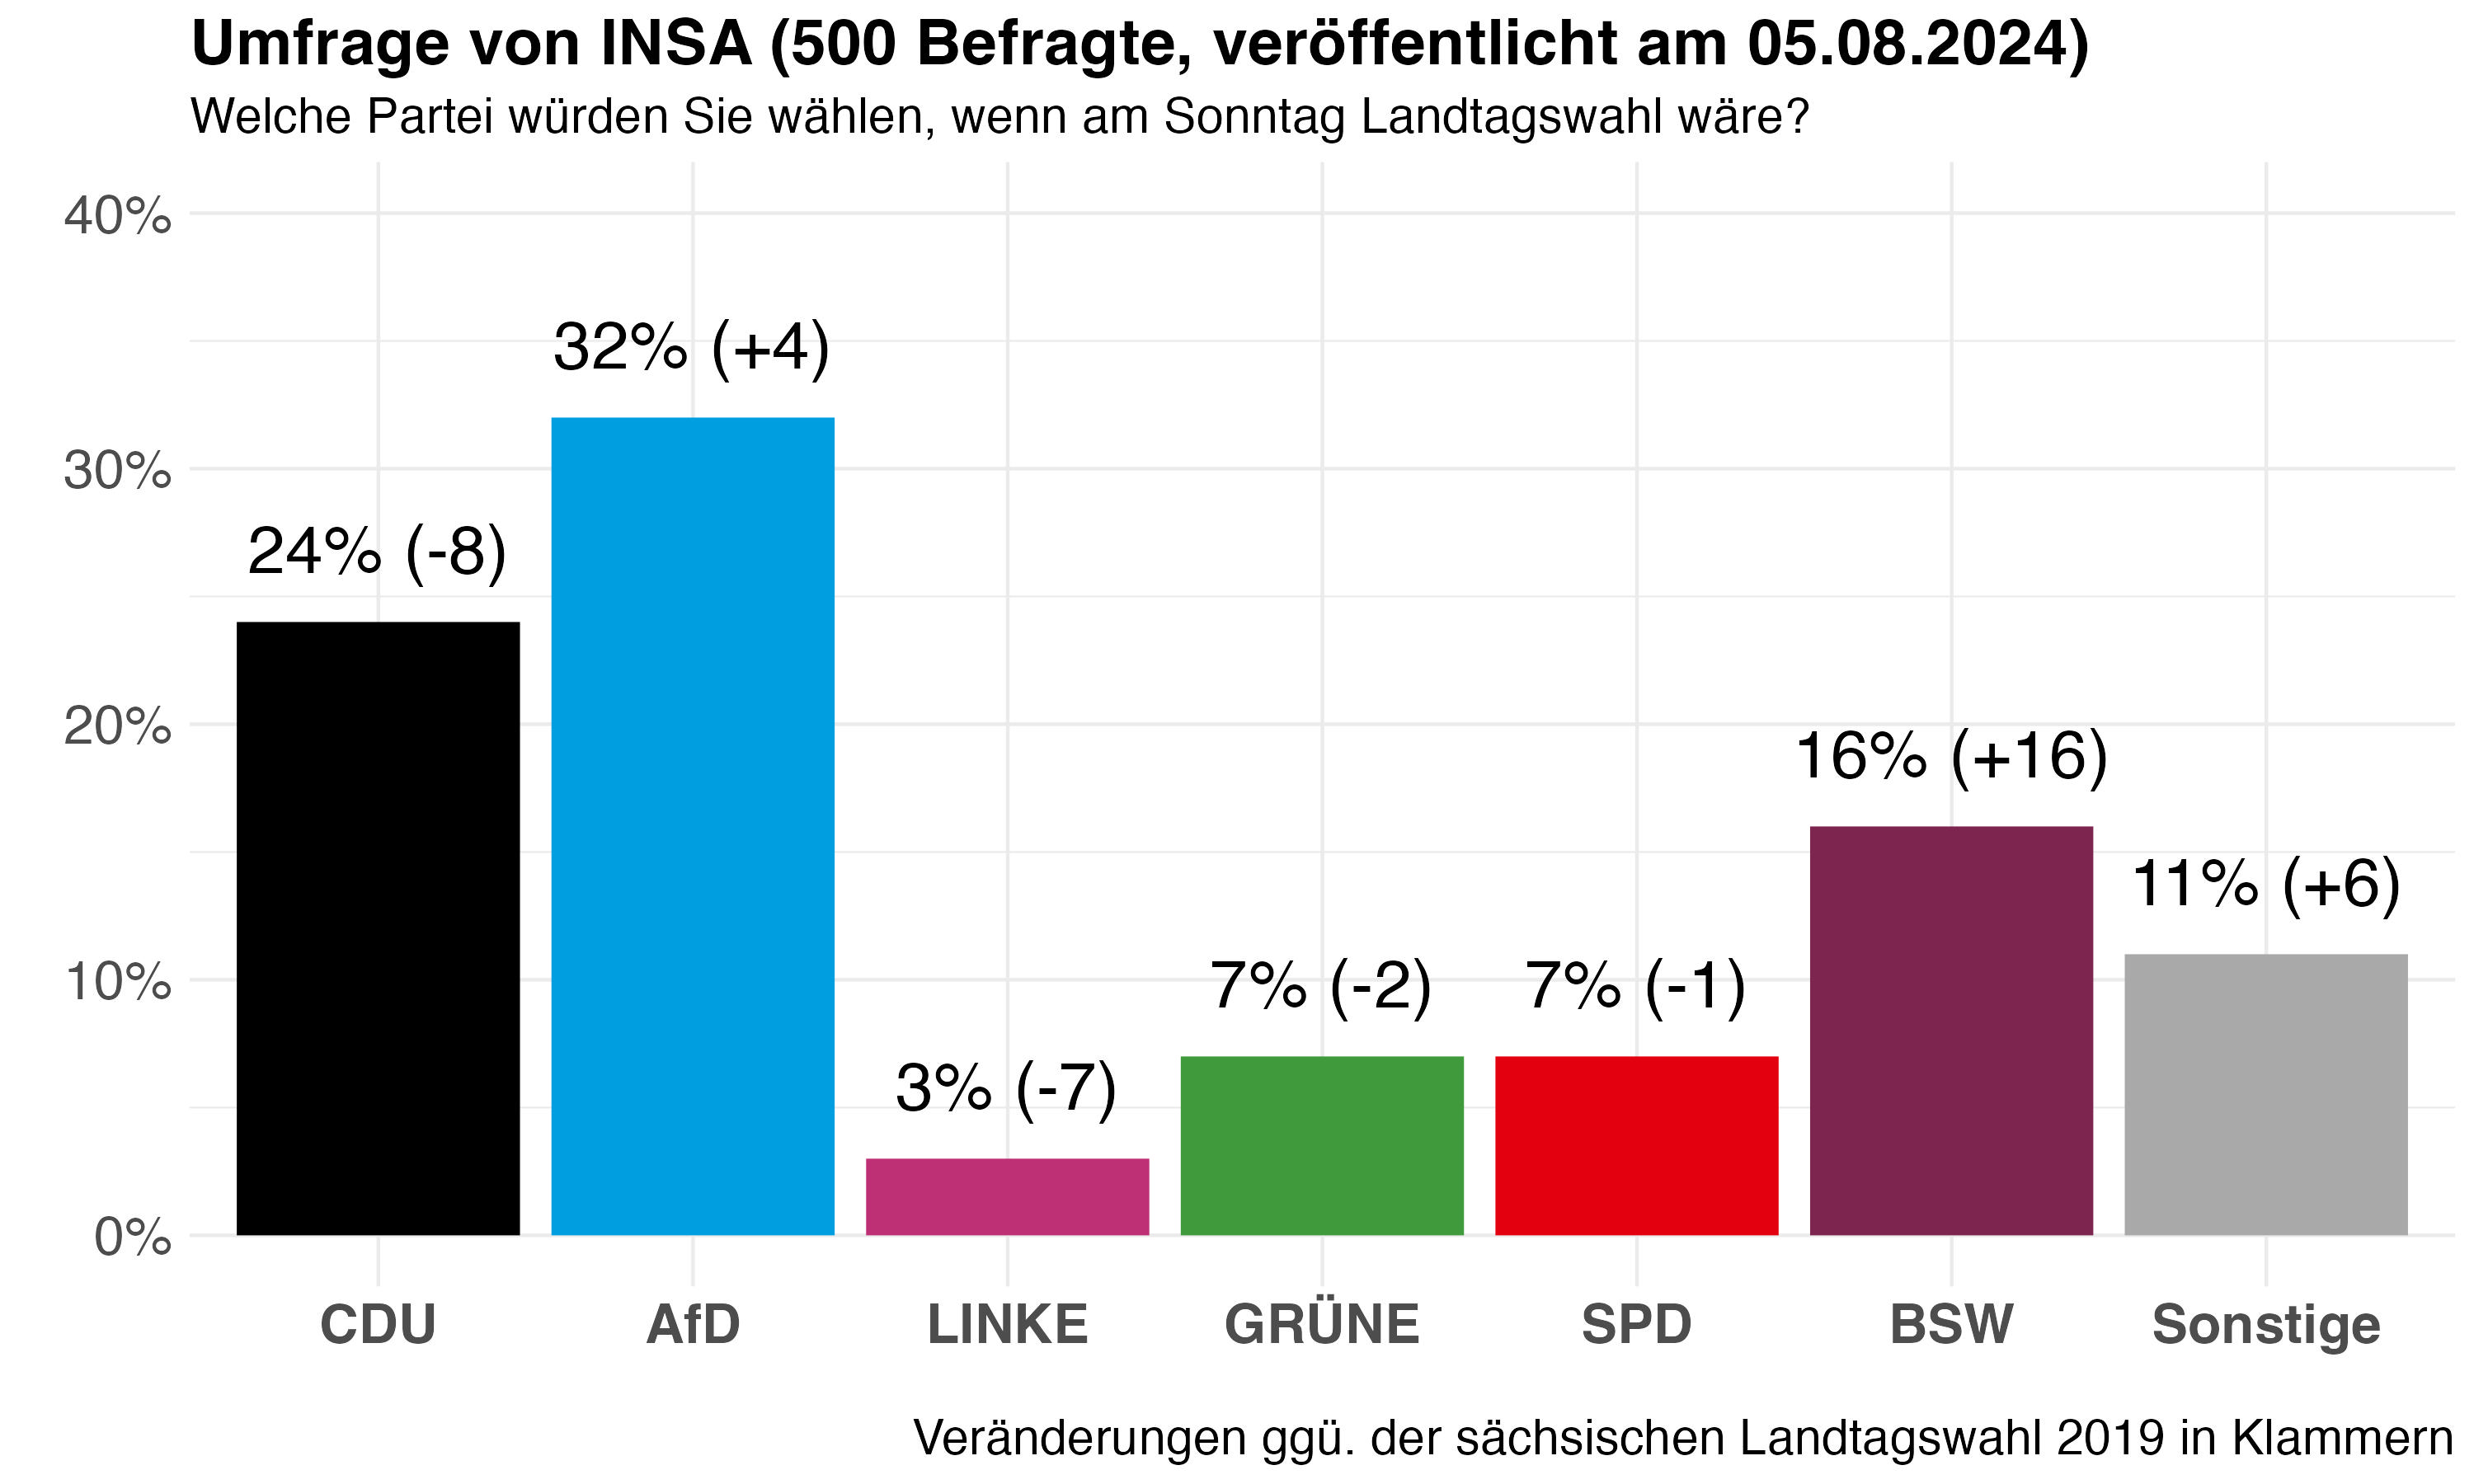 Umfrage von INSA (500 Befragte, veröffentlicht am 05.08.2024)
Welche Partei würden Sie wählen, wenn am Sonntag Landtagswahl wäre?
40%
30%
20%
10%
0%
24% (-8)
32% (+4)
3% (-7)
7% (-2)
7% (-1)
16% (+16)
11% (+6)
CDU
AfD
LINKE
GRÜNE
SPD
BSW
Sonstige
Veränderungen ggü. der sächsischen Landtagswahl 2019 in Klammern